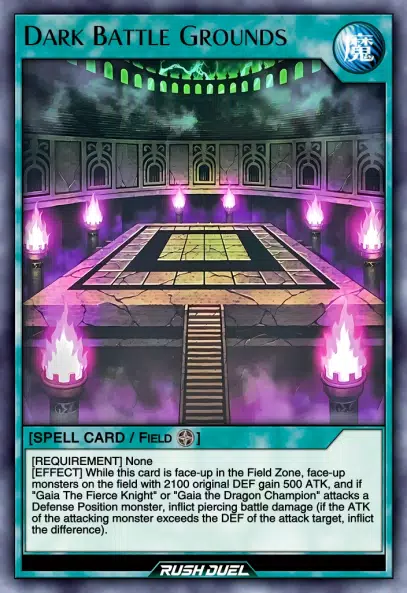 DARK BATTLE GROUNDS
魔
[SPELL CARD / FIELD ]
[REQUIREMENT] None
[EFFECT] While this card is face-up in the Field Zone, face-up
monsters on the field with 2100 original DEF gain 500 ATK, and if
"Gaia The Fierce Knight" or "Gaia the Dragon Champion" attacks a
Defense Position monster, inflict piercing battle damage (if the ATK
of the attacking monster exceeds the DEF of the attack target, inflict
the difference).
RUSH DUEL